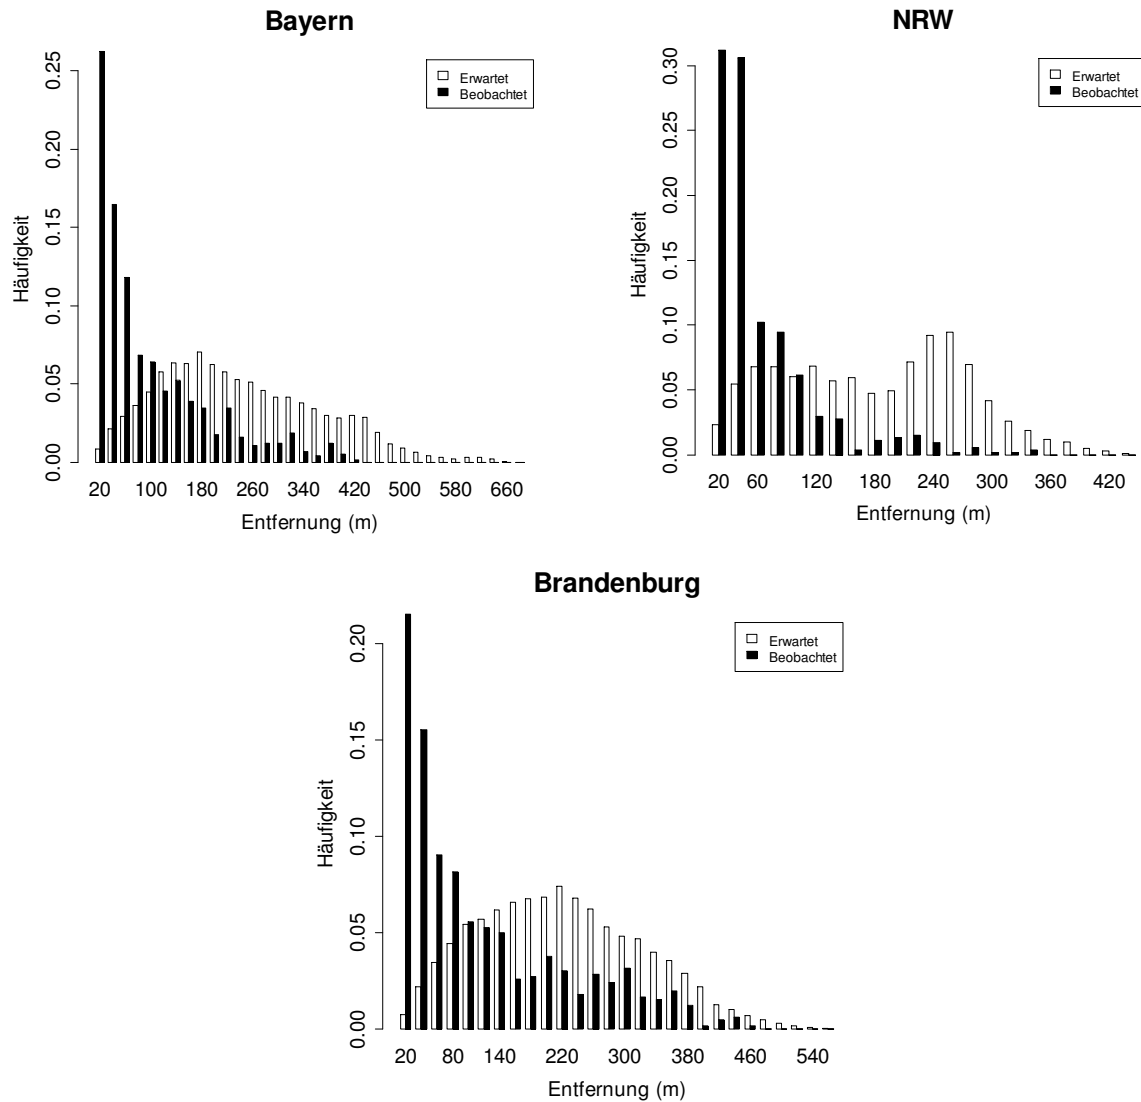 Bayern
Erwartet
Beobachtet
Häufigkeit
0.00 0.05 0.10 0.15 0.20 0.25
20 100 180 260 340 420 500 580 660
Entfernung (m)
NRW
Erwartet
Beobachtet
Häufigkeit
0.00 0.05 0.10 0.15 0.20 0.25 0.30
20 60 120 180 240 300 360 420
Entfernung (m)
Brandenburg
Erwartet
Beobachtet
Häufigkeit
0.00 0.05 0.10 0.15 0.20
20 80 140 220 300 380 460 540
Entfernung (m)